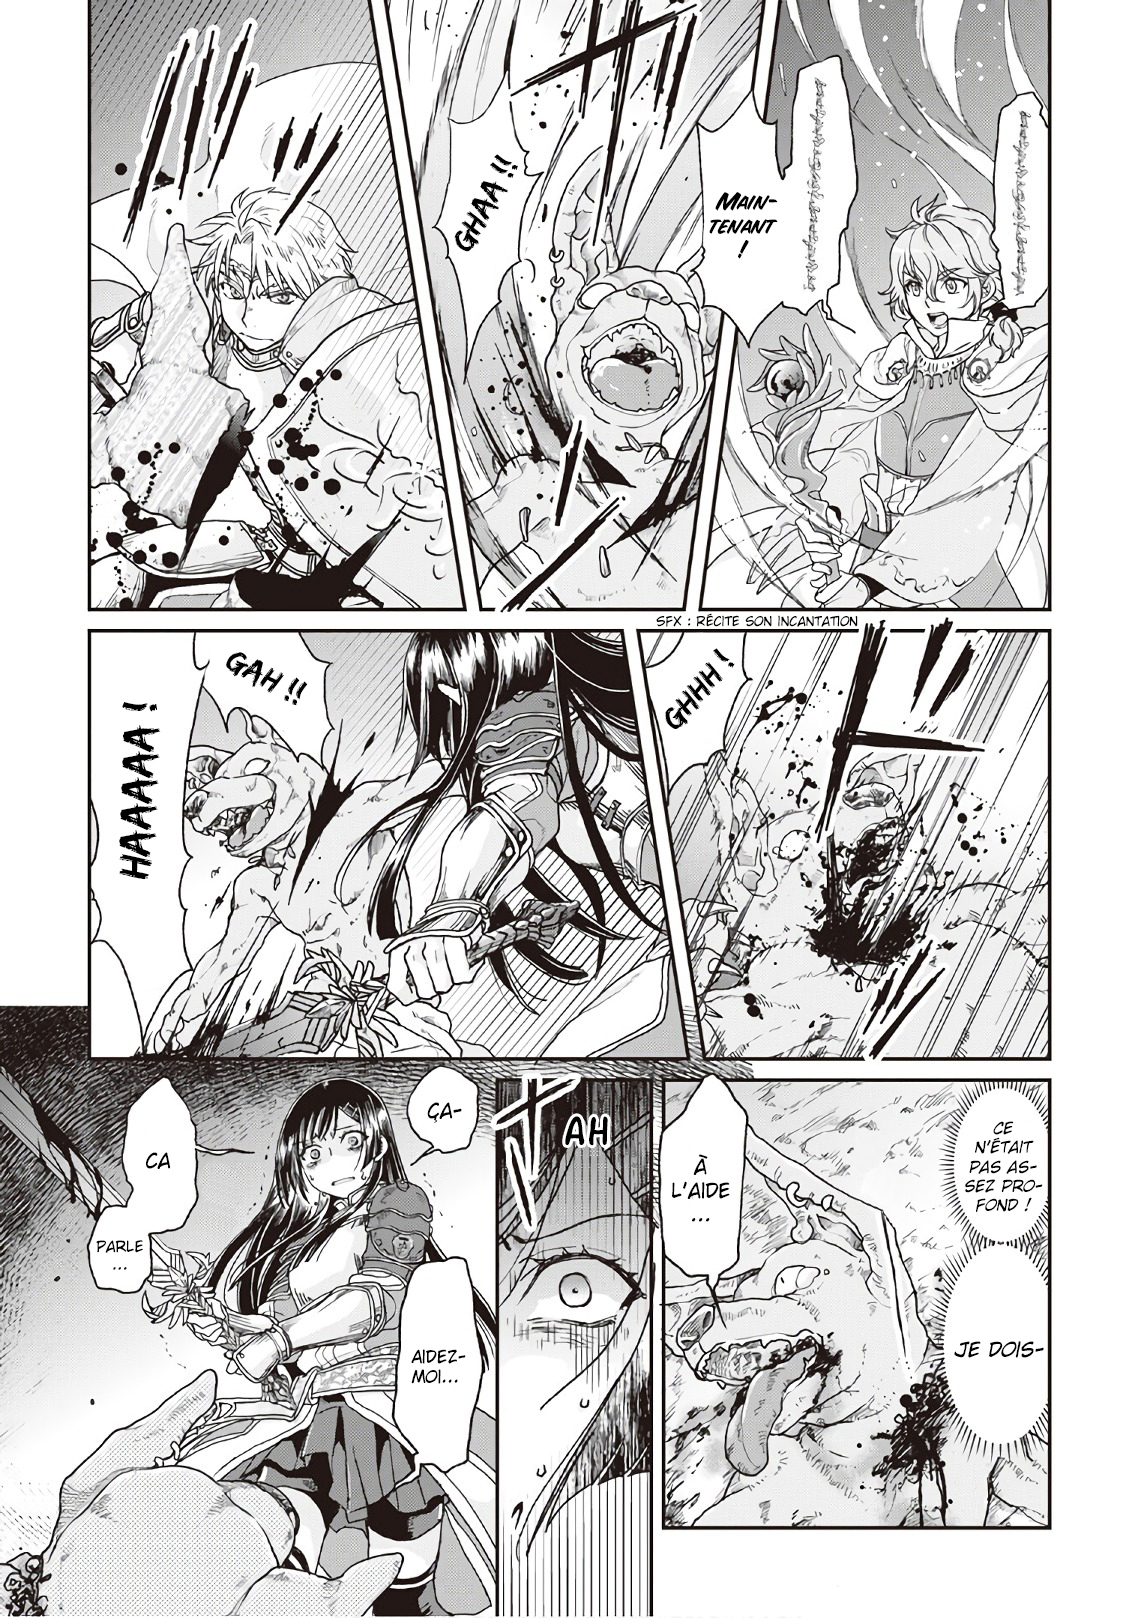 MAIN-
TENANT
!
GHAA !!
SFX : RÉCITE SON INCANTATION
GHHH !
GAH !!
HAAAAA !
CE
N'ÉTAIT
PAS AS-
SEZ PRO-
FOND !
JE DOIS-
À
L'AIDE
...
AH
ÇA-
CA
PARLE
...
AIDEZ-
MOI...